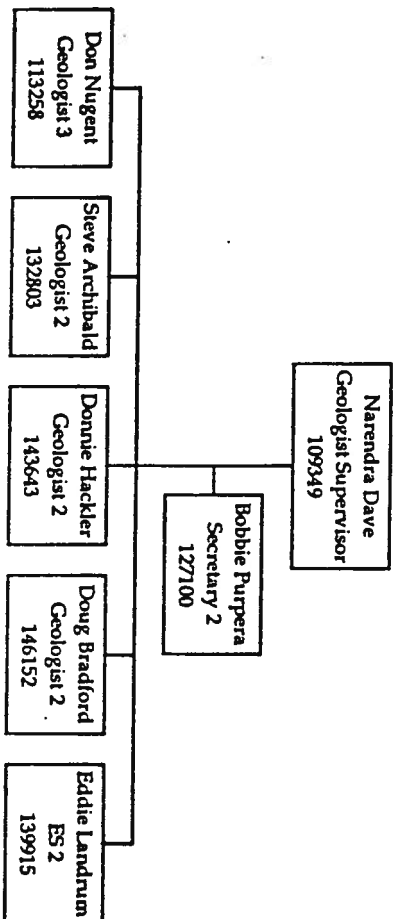 Narendra Dave
Geologist Supervisor
109349
Bobbie Purpera
Secretary 2
127100
Don Nugent
Geologist 3
113258
Steve Archibald
Geologist 2
132803
Donnie Hackler
Geologist 2
143643
Doug Bradford
Geologist 2
146152
Eddie Landrum
ES 2
139915